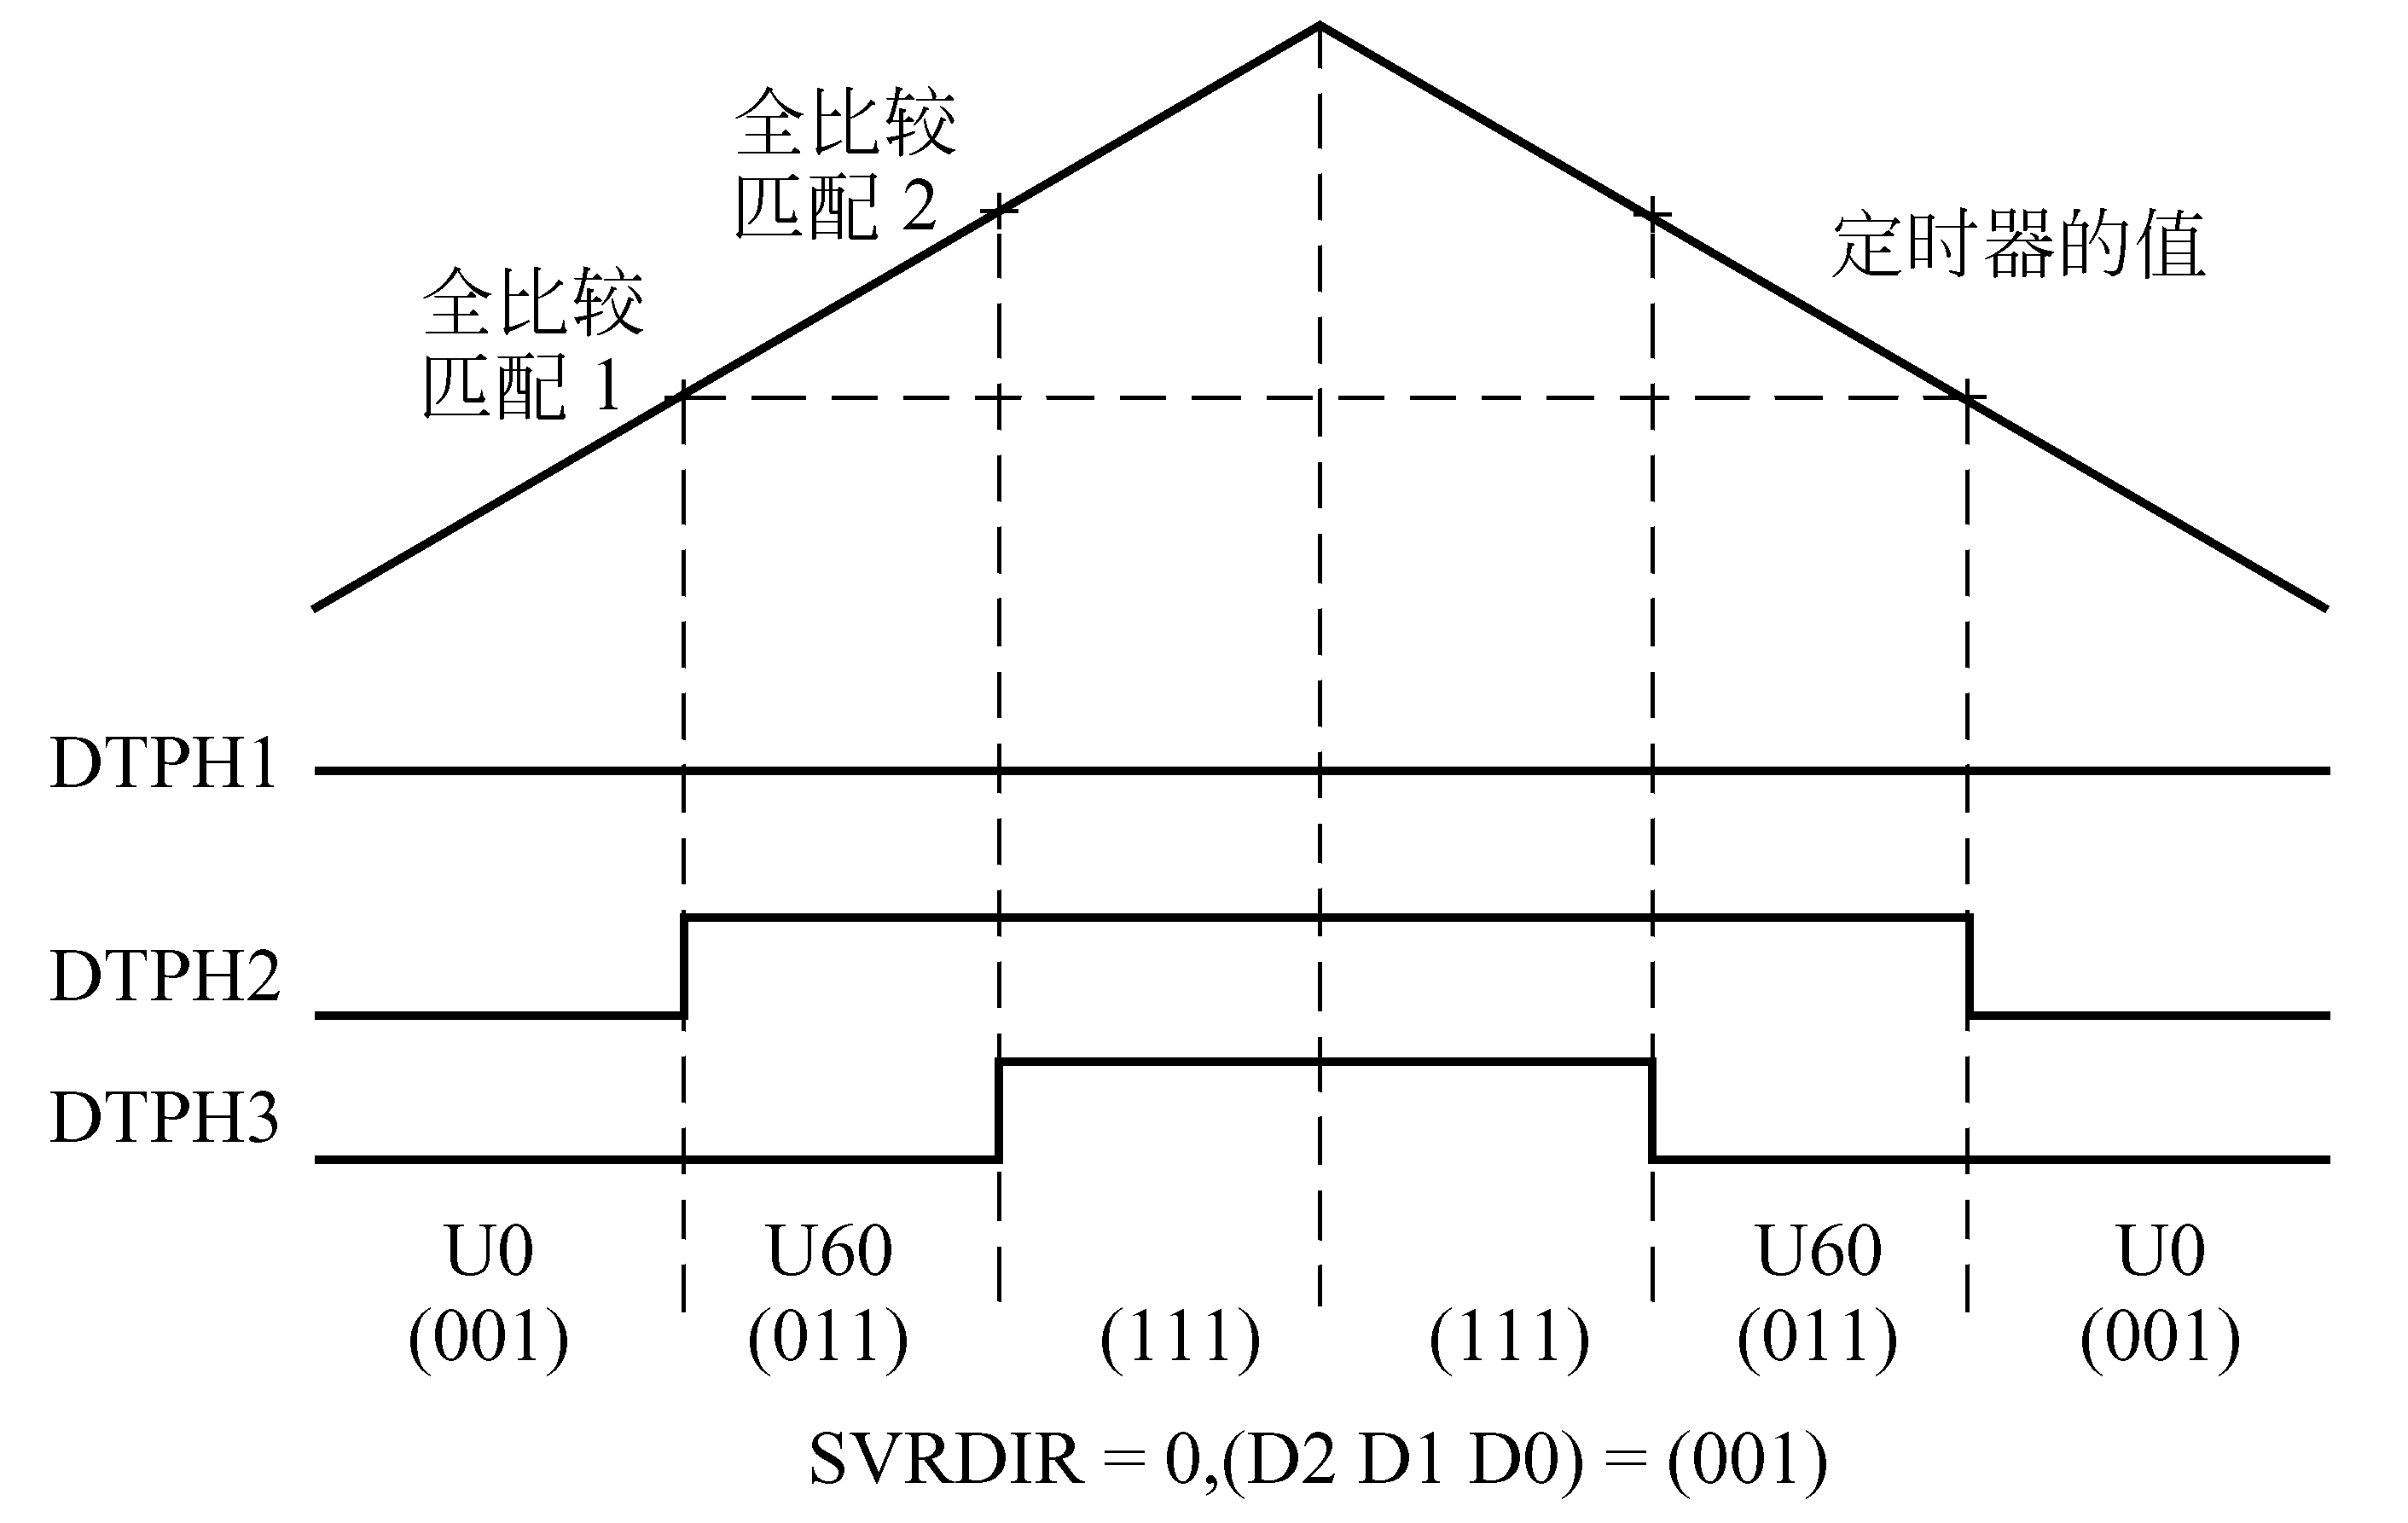 全比较
匹配 2
全比较
匹配 1
定时器的值
DTPH1
DTPH2
DTPH3
U0 U60 U60 U0
(001) (011) (111) (111) (011) (001)
SVRDIR = 0,(D2 D1 D0) = (001)